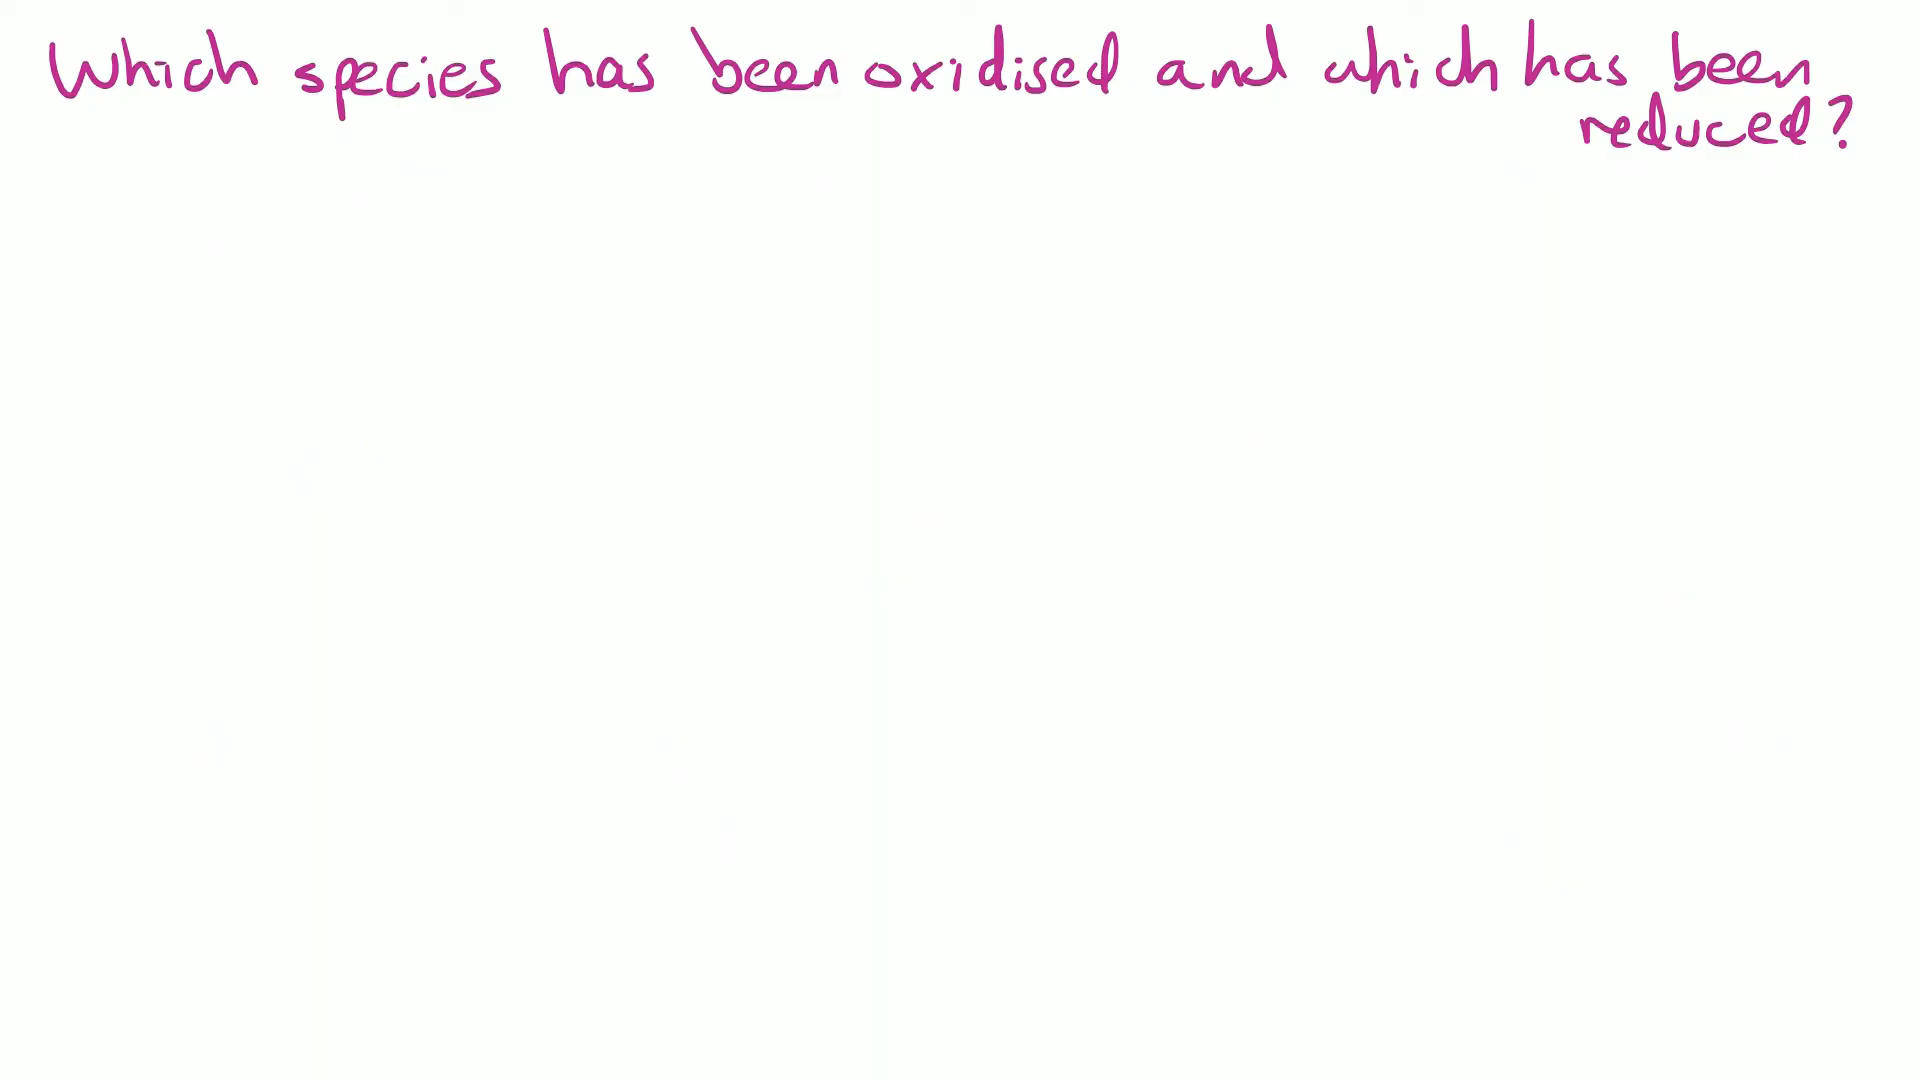 Which species has been oxidised and which has been
reduced?